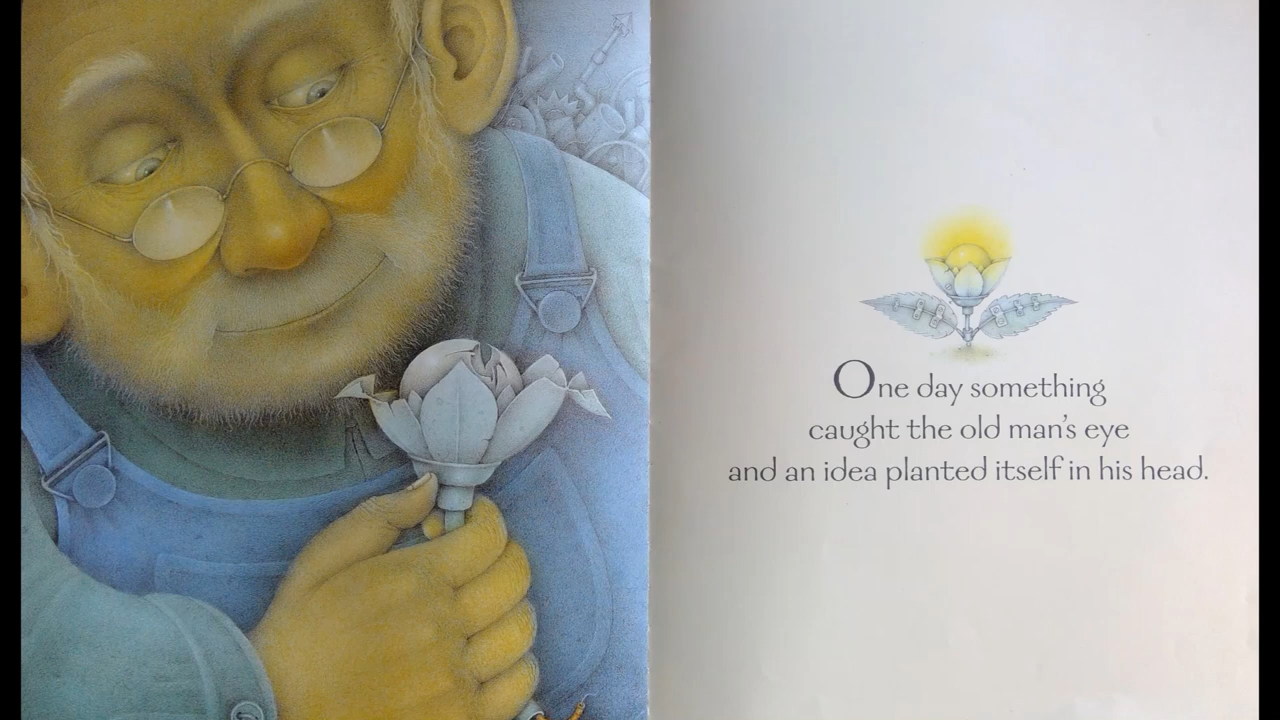 One day something
caught the old man's eye
and an idea planted itself in his head.